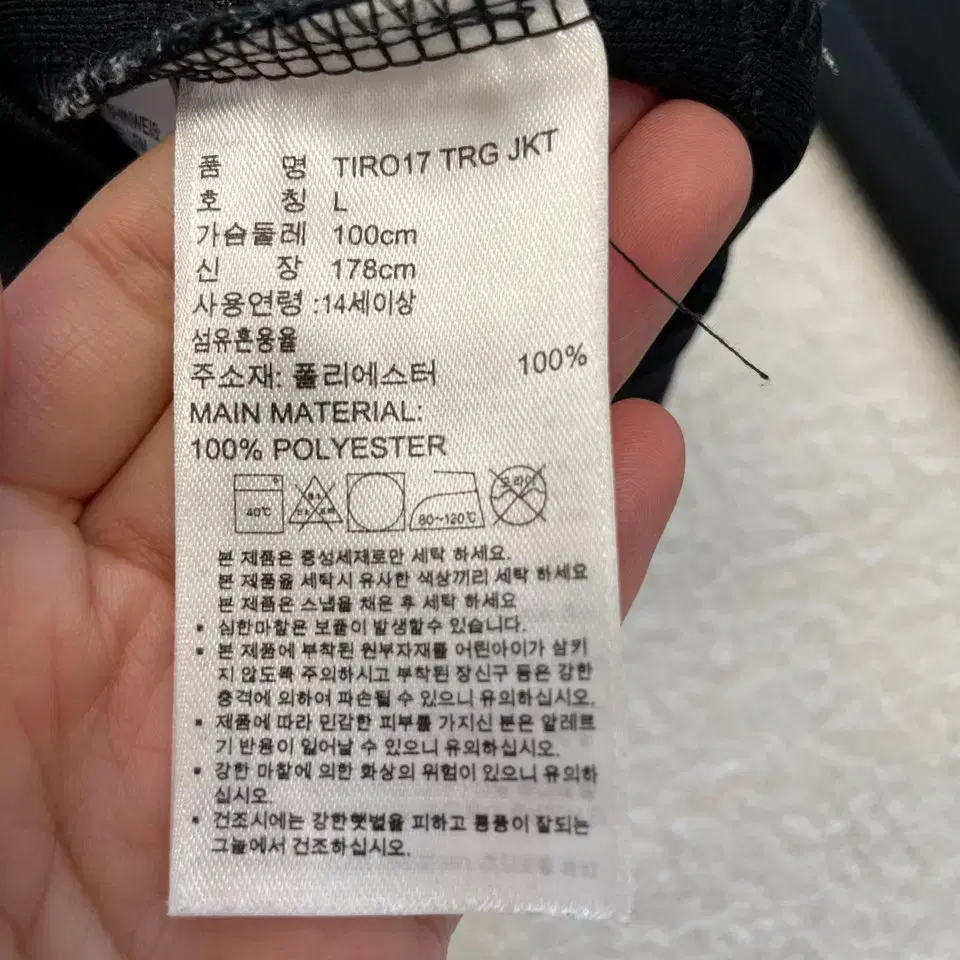 품 명 TIRO17 TRG JKT
호 칭 L
가슴둘레 100cm
신 장 178cm
사용연령 :14세이상
섬유혼용율
주소재: 폴리에스터 100%
MAIN MATERIAL:
100% POLYESTER
40℃ 80~120℃ 드라이
본 제품은 중성세제로만 세탁 하세요.
본 제품을 세탁시 유사한 색상끼리 세탁 하세요
본 제품은 스냅을 채운 후 세탁 하세요
• 심한마찰은 보풀이 발생할수 있습니다.
• 본 제품에 부착된 원부자재를 어린아이가 삼키
지 않도록 주의하시고 부착된 장신구 등은 강한
충격에 의하여 파손될 수 있으니 유의하십시오.
• 제품에 따라 민감한 피부를 가지신 분은 알레르
기 반응이 일어날 수 있으니 유의하십시오.
• 강한 마찰에 의한 화상의 위험이 있으니 유의하
십시오.
• 건조시에는 강한햇볕을 피하고 통풍이 잘되는
그늘에서 건조하십시오.